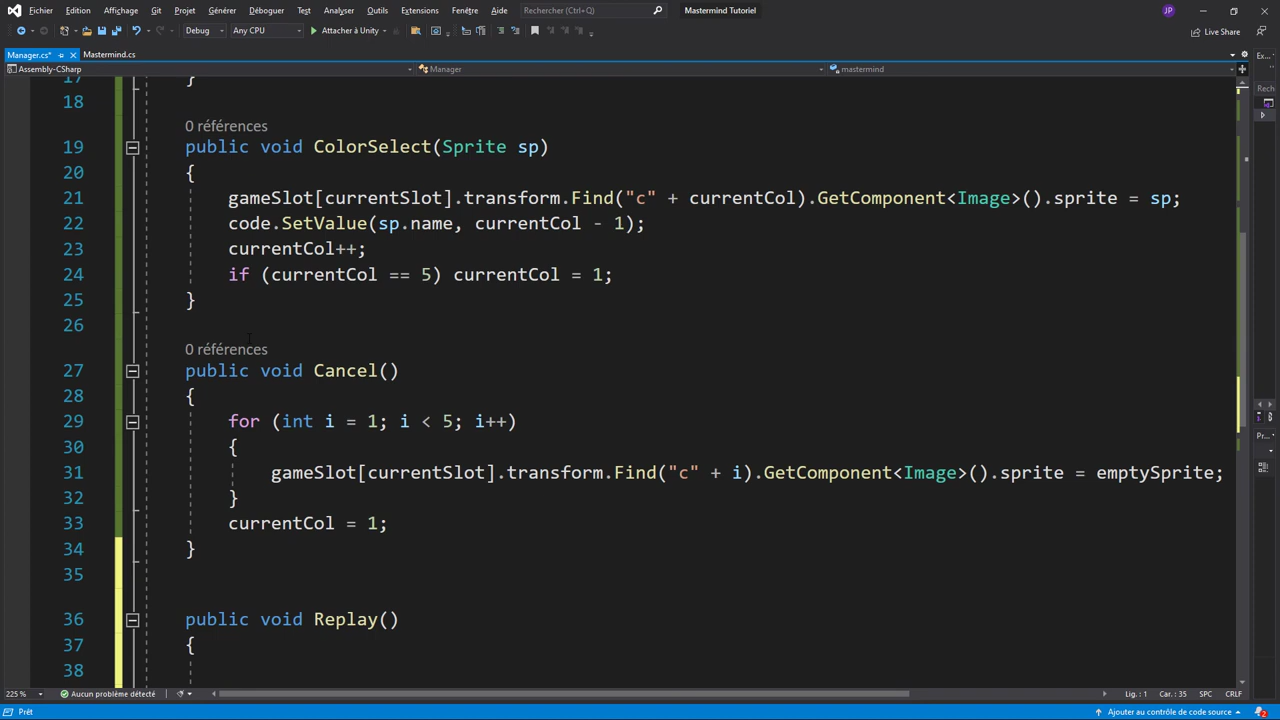 Fichier Edition Affichage Git Projet Générer Déboguer Test Analyser Outils Extensions Fenêtre Aide Rechercher (Ctrl+Q) Mastermind Tutoriel JP
Debug Any CPU Attacher à Unity Live Share
Manager.cs* Mastermind.cs Ex...
Assembly-CSharp Manager mastermind
Rech
17 }
18
0 références
19 public void ColorSelect(Sprite sp)
20 {
21 gameSlot[currentSlot].transform.Find("c" + currentCol).GetComponent<Image>().sprite = sp;
22 code.SetValue(sp.name, currentCol - 1);
23 currentCol++;
24 if (currentCol == 5) currentCol = 1;
25 }
26
0 références
27 public void Cancel()
28 {
29 for (int i = 1; i < 5; i++)
30 {
31 gameSlot[currentSlot].transform.Find("c" + i).GetComponent<Image>().sprite = emptySprite;
32 }
33 currentCol = 1;
34 }
35
36 public void Replay()
37 {
38
Pr...
225 % Aucun problème détecté Lig. : 1 Car. : 35 SPC CRLF
Prêt Ajouter au contrôle de code source 2